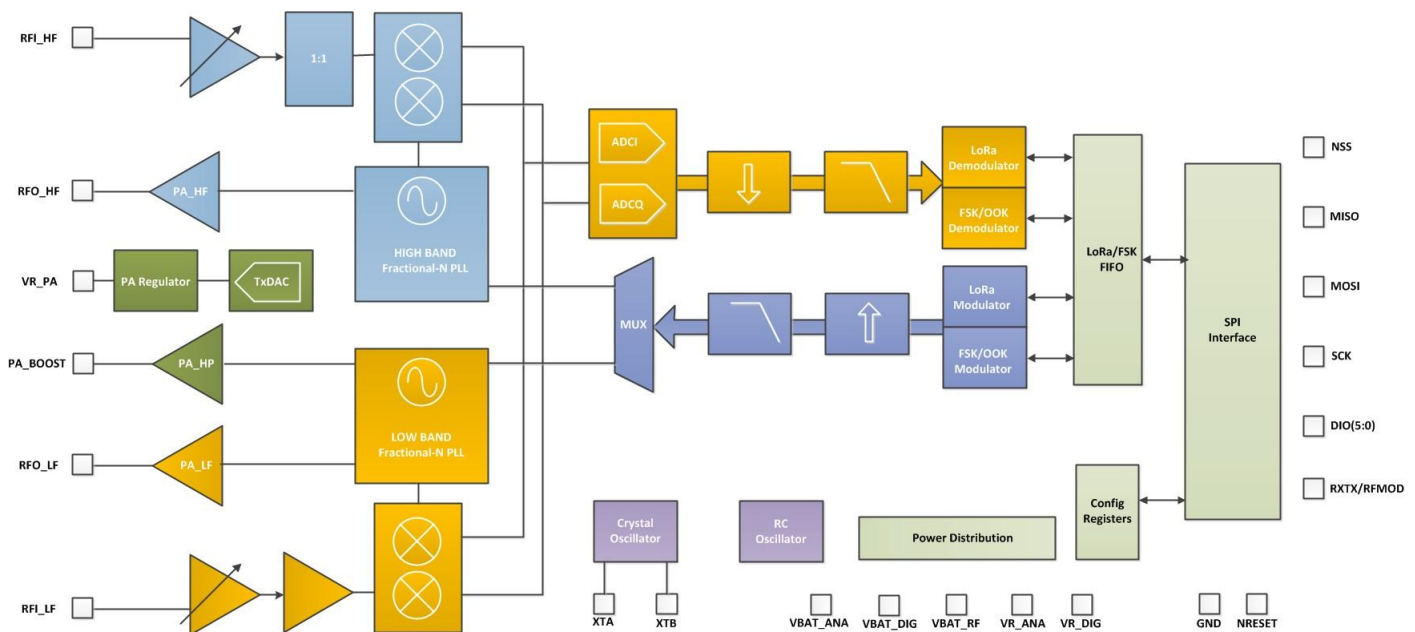 RFI_HF
1:1
RFO_HF
PA_HF
HIGH BAND
Fractional-N PLL
VR_PA
PA Regulator
TxDAC
PA_BOOST
PA_HP
RFO_LF
PA_LF
LOW BAND
Fractional-N PLL
RFI_LF
ADCI
ADCQ
LoRa
Demodulator
FSK/OOK
Demodulator
MUX
LoRa
Modulator
FSK/OOK
Modulator
LoRa/FSK
FIFO
SPI
Interface
Config
Registers
Crystal
Oscillator
RC
Oscillator
Power Distribution
XTA
XTB
VBAT_ANA
VBAT_DIG
VBAT_RF
VR_ANA
VR_DIG
GND
NRESET
NSS
MISO
MOSI
SCK
DIO(5:0)
RXTX/RFMOD